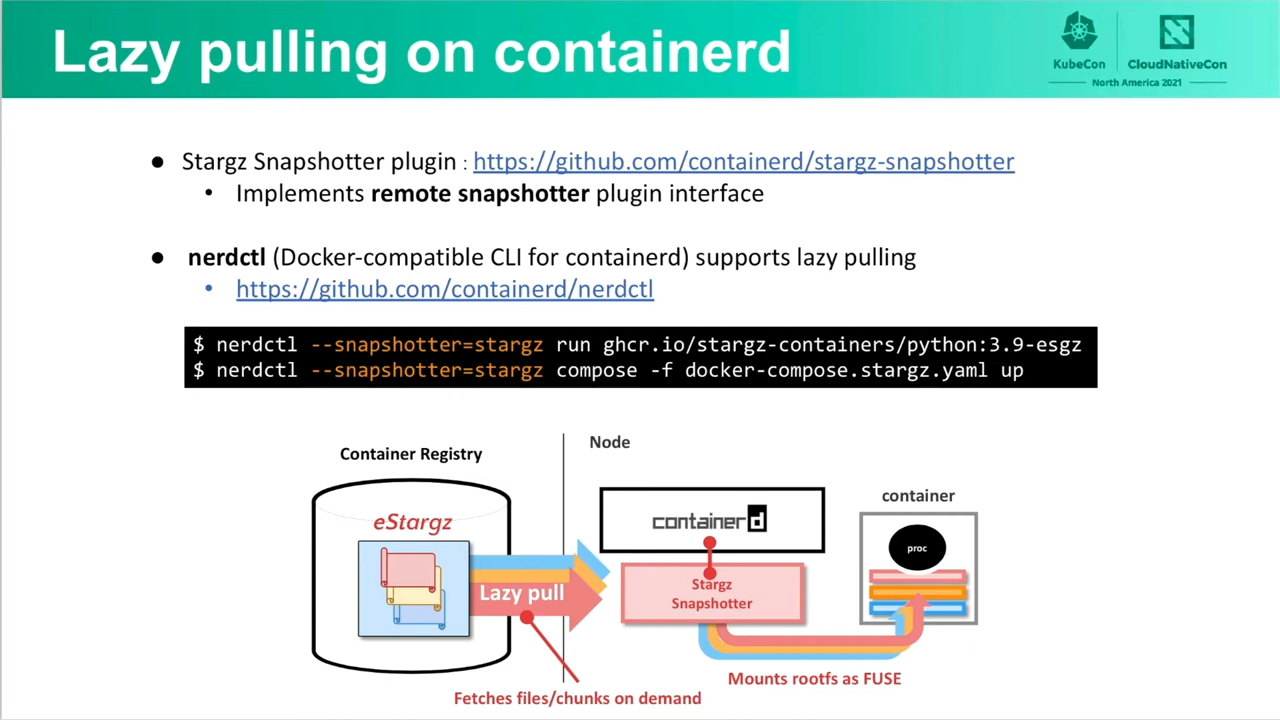 Lazy pulling on containerd
KubeCon
CloudNativeCon
North America 2021
● Stargz Snapshotter plugin : https://github.com/containerd/stargz-snapshotter
• Implements remote snapshotter plugin interface
● nerdctl (Docker-compatible CLI for containerd) supports lazy pulling
• https://github.com/containerd/nerdctl
$ nerdctl --snapshotter=stargz run ghcr.io/stargz-containers/python:3.9-esgz
$ nerdctl --snapshotter=stargz compose -f docker-compose.stargz.yaml up
Container Registry
Node
eStargz
Lazy pull
containerd
Stargz
Snapshotter
container
proc
Mounts rootfs as FUSE
Fetches files/chunks on demand